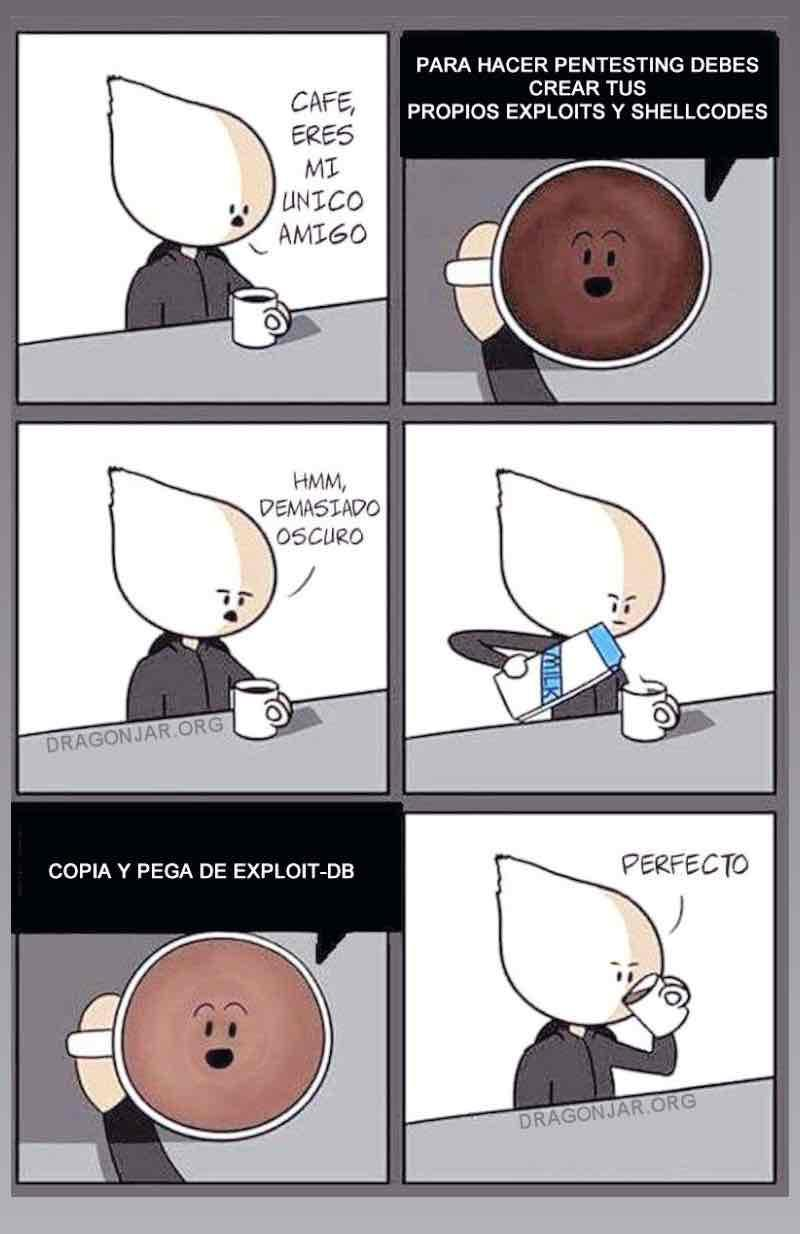 CAFE,
ERES
MI
UNICO
AMIGO
PARA HACER PENTESTING DEBES
CREAR TUS
PROPIOS EXPLOITS Y SHELLCODES
HMM,
DEMASIADO
OSCURO
DRAGONJAR.ORG
MILK
COPIA Y PEGA DE EXPLOIT-DB
PERFECTO
DRAGONJAR.ORG